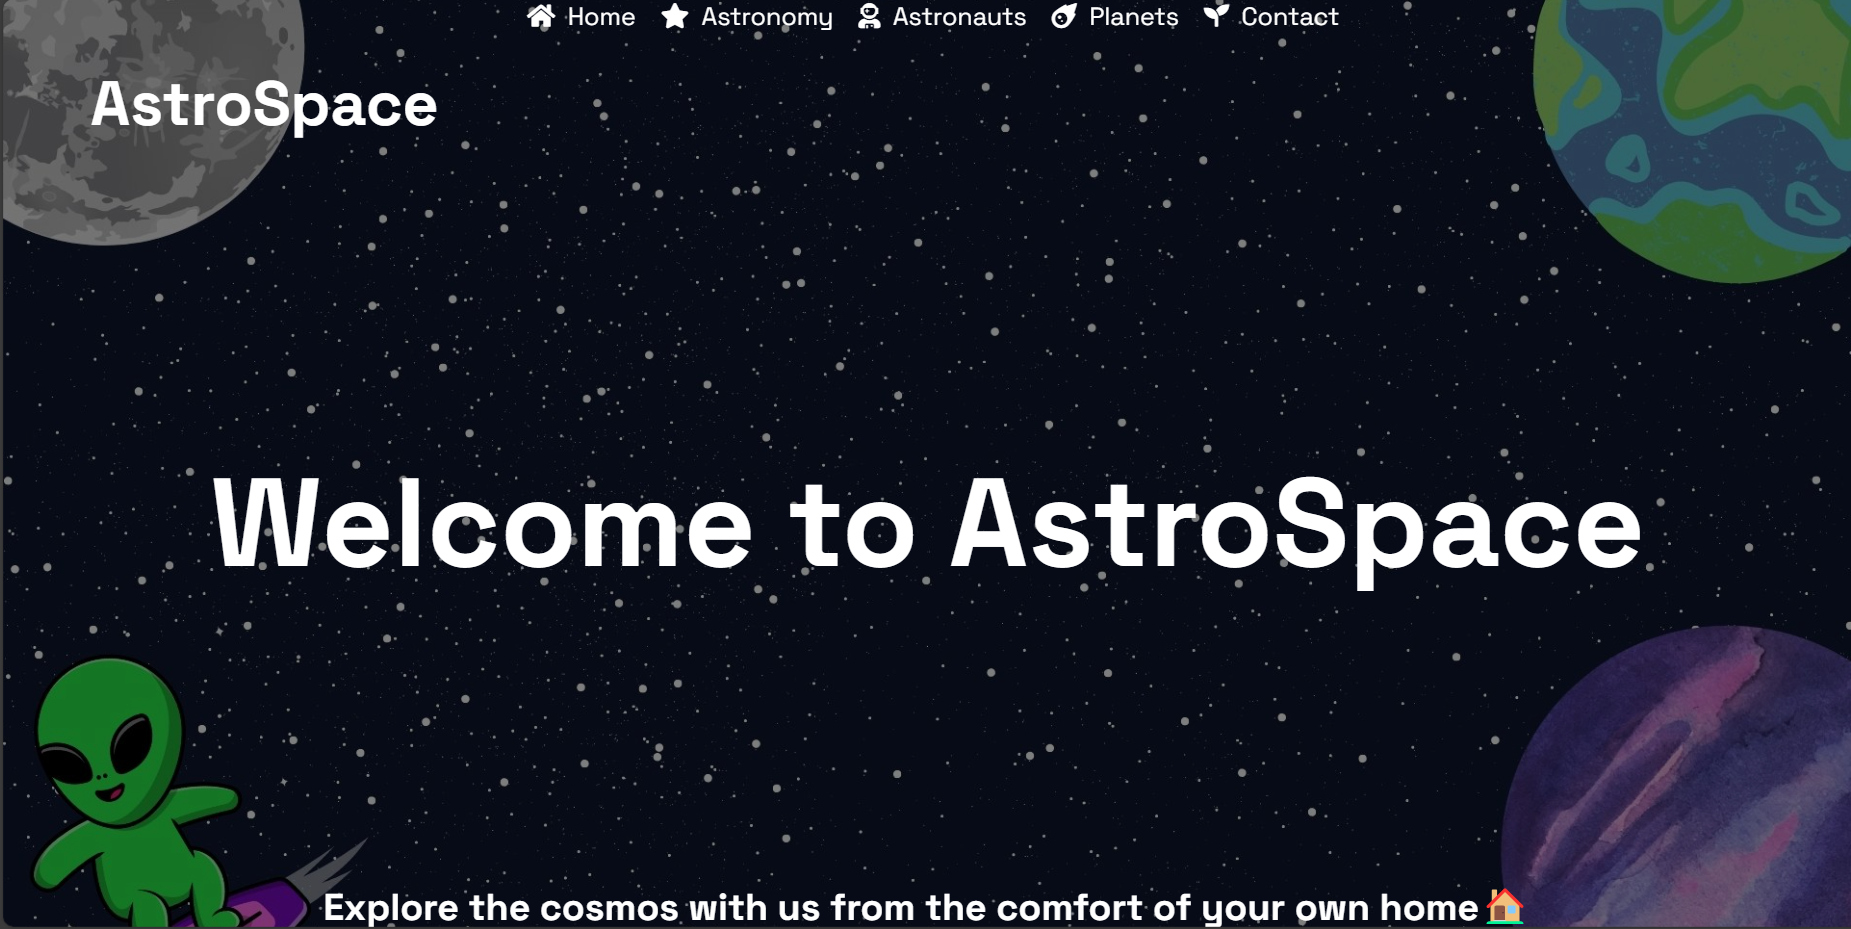 Home Astronomy Astronauts Planets Contact
AstroSpace
Welcome to AstroSpace
Explore the cosmos with us from the comfort of your own home🏠